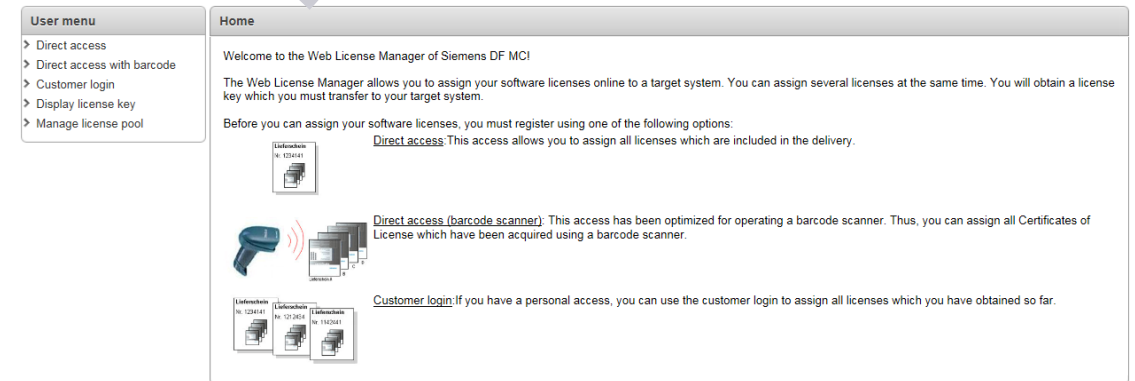 User menu
Direct access
Direct access with barcode
Customer login
Display license key
Manage license pool
Home
Welcome to the Web License Manager of Siemens DF MC!
The Web License Manager allows you to assign your software licenses online to a target system. You can assign several licenses at the same time. You will obtain a license
key which you must transfer to your target system.
Before you can assign your software licenses, you must register using one of the following options:
Lieferschein
Nr. 1234141
Direct access:This access allows you to assign all licenses which are included in the delivery.
Direct access (barcode scanner): This access has been optimized for operating a barcode scanner. Thus, you can assign all Certificates of
License which have been acquired using a barcode scanner.
Lieferschein A
B
C
E
Lieferschein
Nr. 1234141
Lieferschein
Nr. 1212434
Lieferschein
Nr. 1142441
Customer login:If you have a personal access, you can use the customer login to assign all licenses which you have obtained so far.